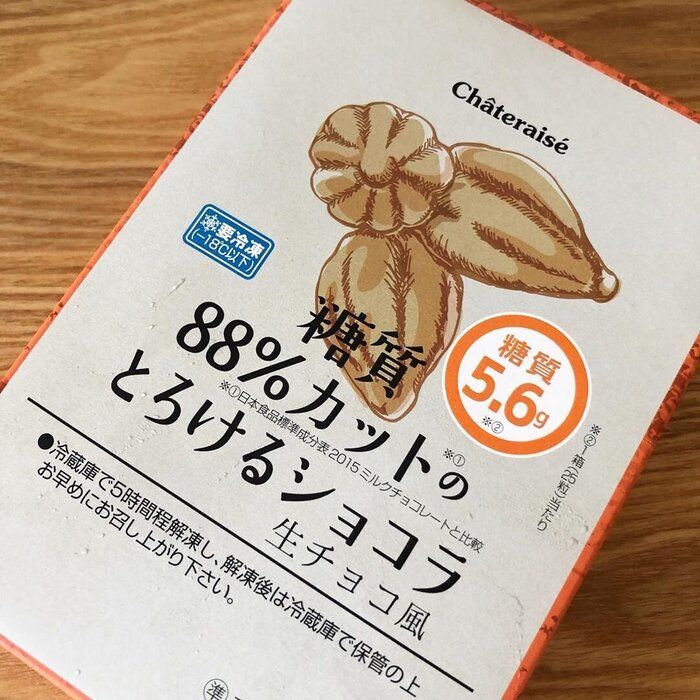 Châteraisé
要冷凍
(-18℃以下)
糖質
88%カットの
※①
※①日本食品標準成分表2015ミルクチョコレートと比較
とろけるショコラ
生チョコ風
糖質
5.6g
※②
※②1箱(25粒)当たり
●冷蔵庫で5時間程解凍し、解凍後は冷蔵庫で保管の上
お早めにお召し上がり下さい。
準